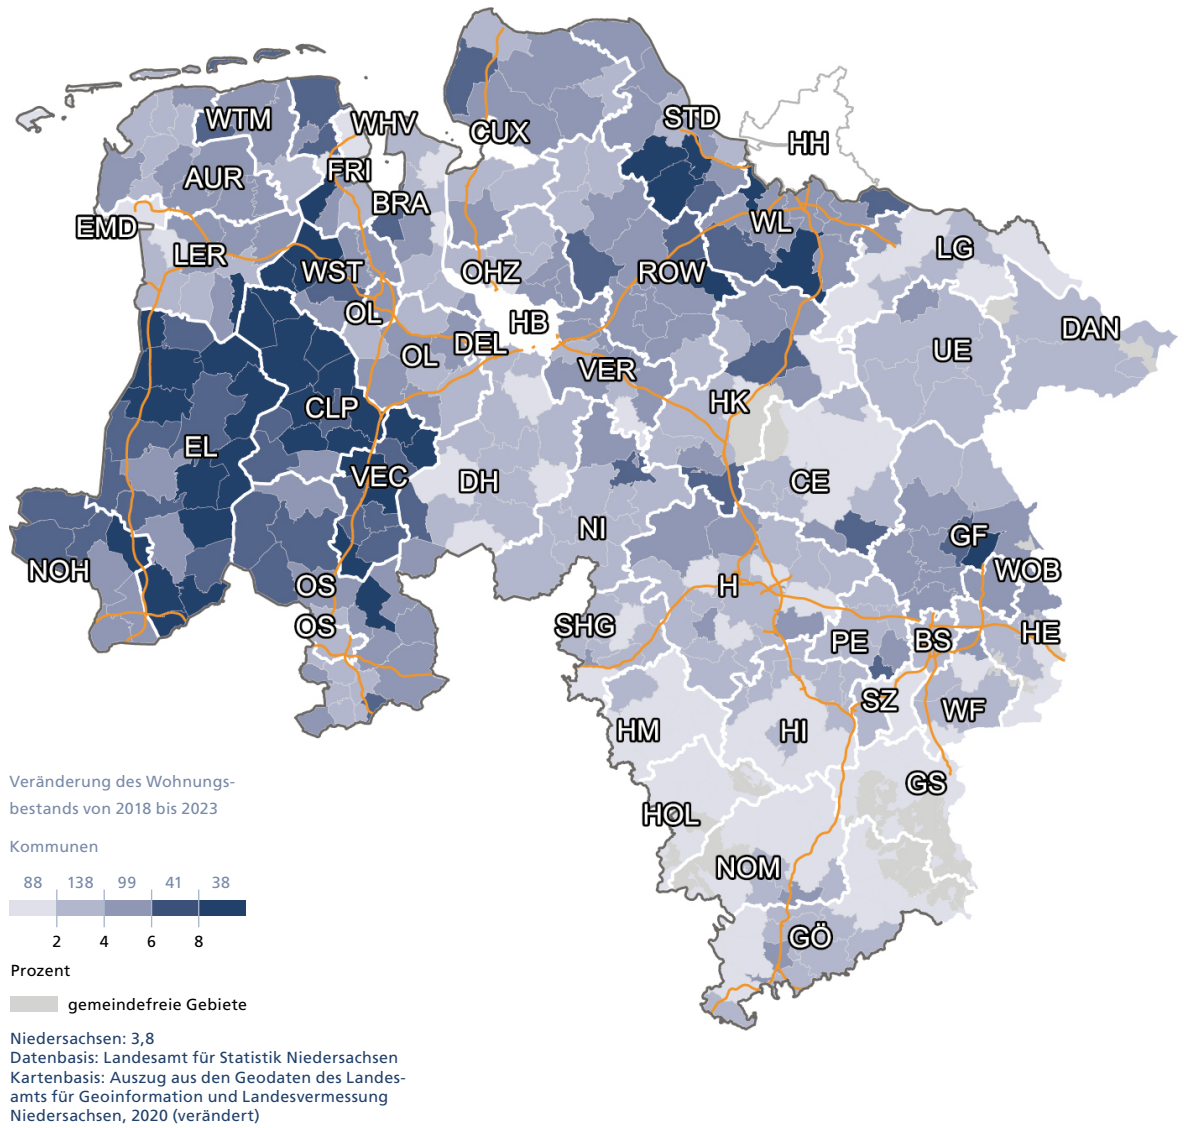 WTM
WHV
CUX
STD
HH
AUR
FRI
BRA
EMD
WL
LER
WST
OHZ
ROW
LG
OL
HB
DAN
OL
DEL
VER
UE
CLP
HK
EL
VEC
DH
CE
NI
GF
NOH
OS
H
WOB
OS
SHG
PE
BS
HE
SZ
WF
HM
HI
GS
HOL
NOM
GÖ
Veränderung des Wohnungs-
bestands von 2018 bis 2023
Kommunen
88 138 99 41 38
2 4 6 8
Prozent
gemeindefreie Gebiete
Niedersachsen: 3,8
Datenbasis: Landesamt für Statistik Niedersachsen
Kartenbasis: Auszug aus den Geodaten des Landes-
amts für Geoinformation und Landesvermessung
Niedersachsen, 2020 (verändert)